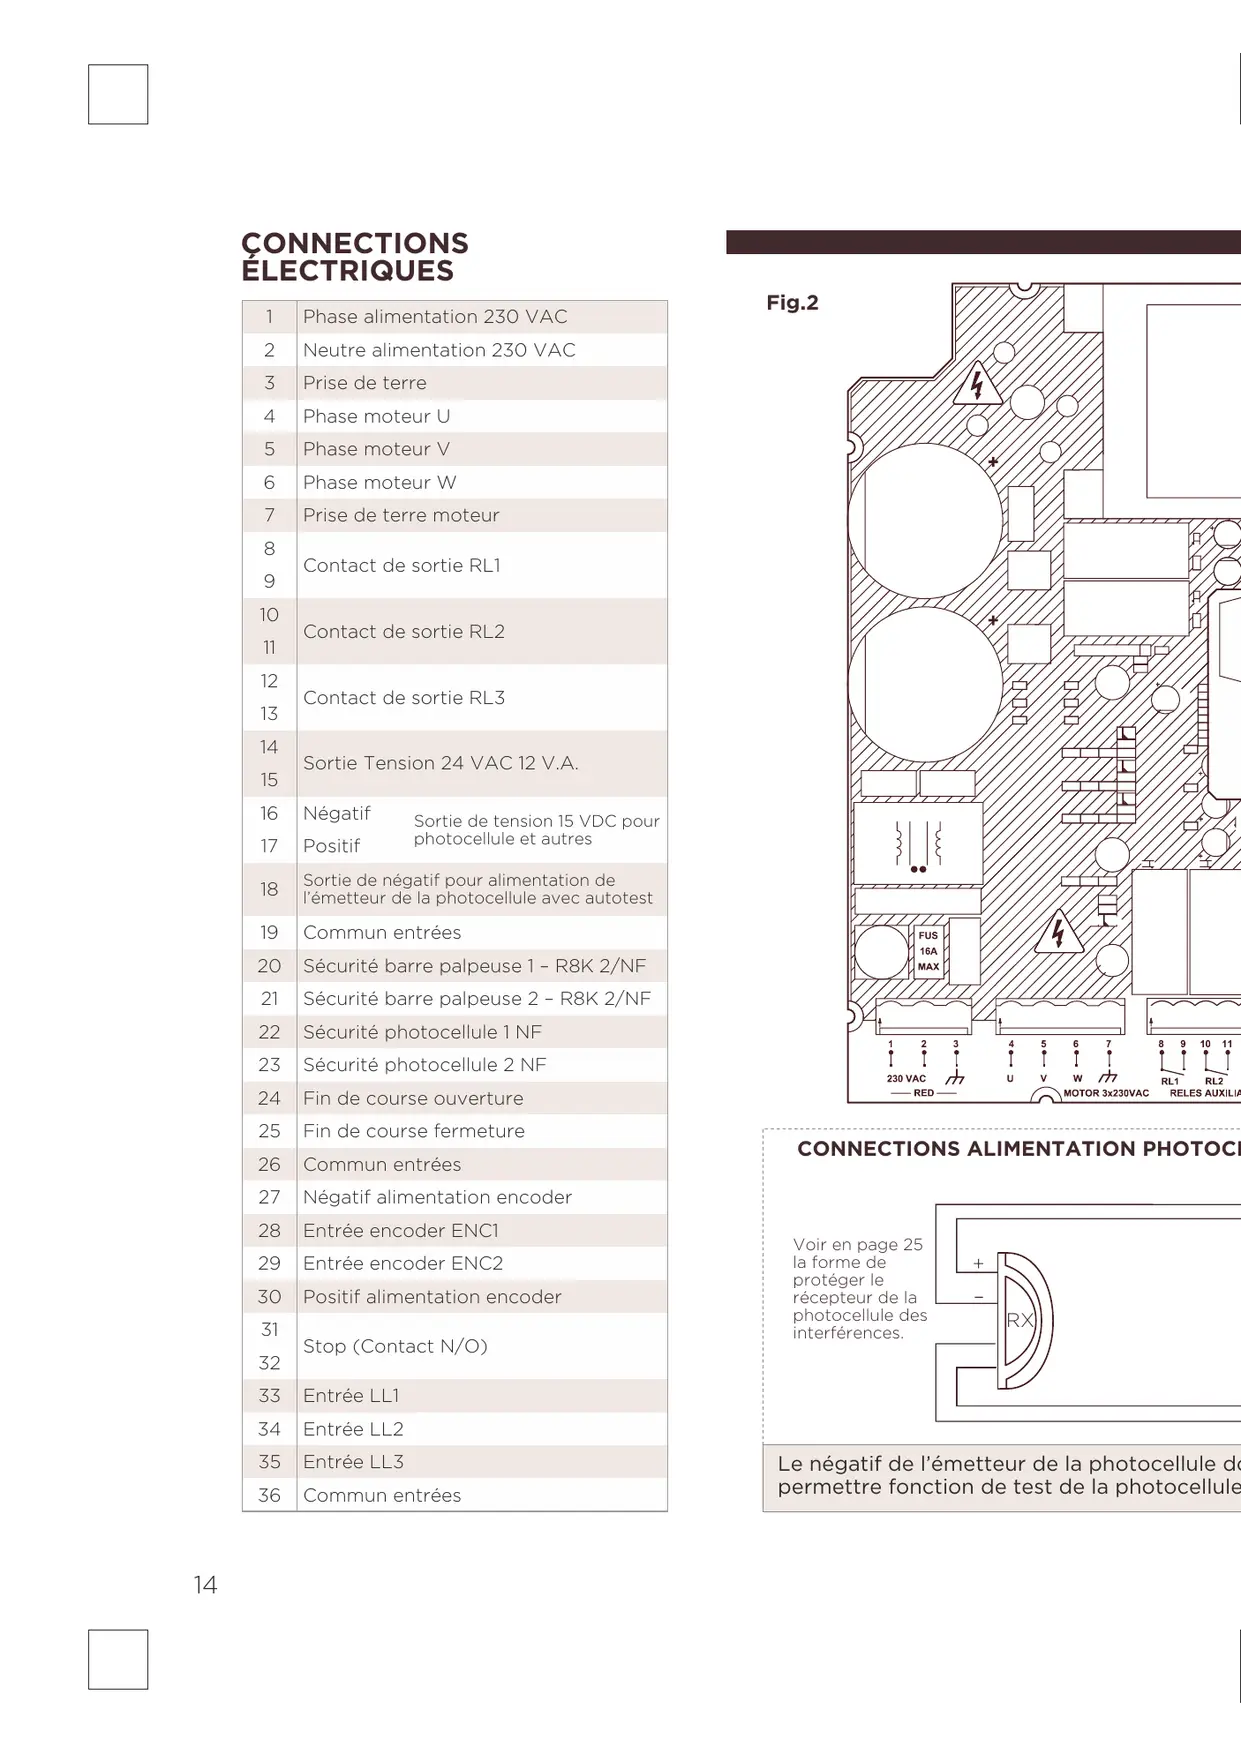 CONNECTIONS
ÉLECTRIQUES
1 Phase alimentation 230 VAC
2 Neutre alimentation 230 VAC
3 Prise de terre
4 Phase moteur U
5 Phase moteur V
6 Phase moteur W
7 Prise de terre moteur
8
9
Contact de sortie RL1
10
11
Contact de sortie RL2
12
13
Contact de sortie RL3
14
15
Sortie Tension 24 VAC 12 V.A.
16 Négatif
17 Positif
Sortie de tension 15 VDC pour
photocellule et autres
18
Sortie de négatif pour alimentation de
l’émetteur de la photocellule avec autotest
19 Commun entrées
20 Sécurité barre palpeuse 1 – R8K 2/NF
21 Sécurité barre palpeuse 2 – R8K 2/NF
22 Sécurité photocellule 1 NF
23 Sécurité photocellule 2 NF
24 Fin de course ouverture
25 Fin de course fermeture
26 Commun entrées
27 Négatif alimentation encoder
28 Entrée encoder ENC1
29 Entrée encoder ENC2
30 Positif alimentation encoder
31
32
Stop (Contact N/O)
33 Entrée LL1
34 Entrée LL2
35 Entrée LL3
36 Commun entrées
14
Fig.2
+
+
FUS
16A
MAX
1 2 3 4 5 6 7 8 9 10 11
230 VAC U V W RL1 RL2
RED MOTOR 3x230VAC RELES AUXILIA
CONNECTIONS ALIMENTATION PHOTOC
Voir en page 25
la forme de
protéger le
récepteur de la
photocellule des
interférences.
+
–
RX
Le négatif de l’émetteur de la photocellule do
permettre fonction de test de la photocellule